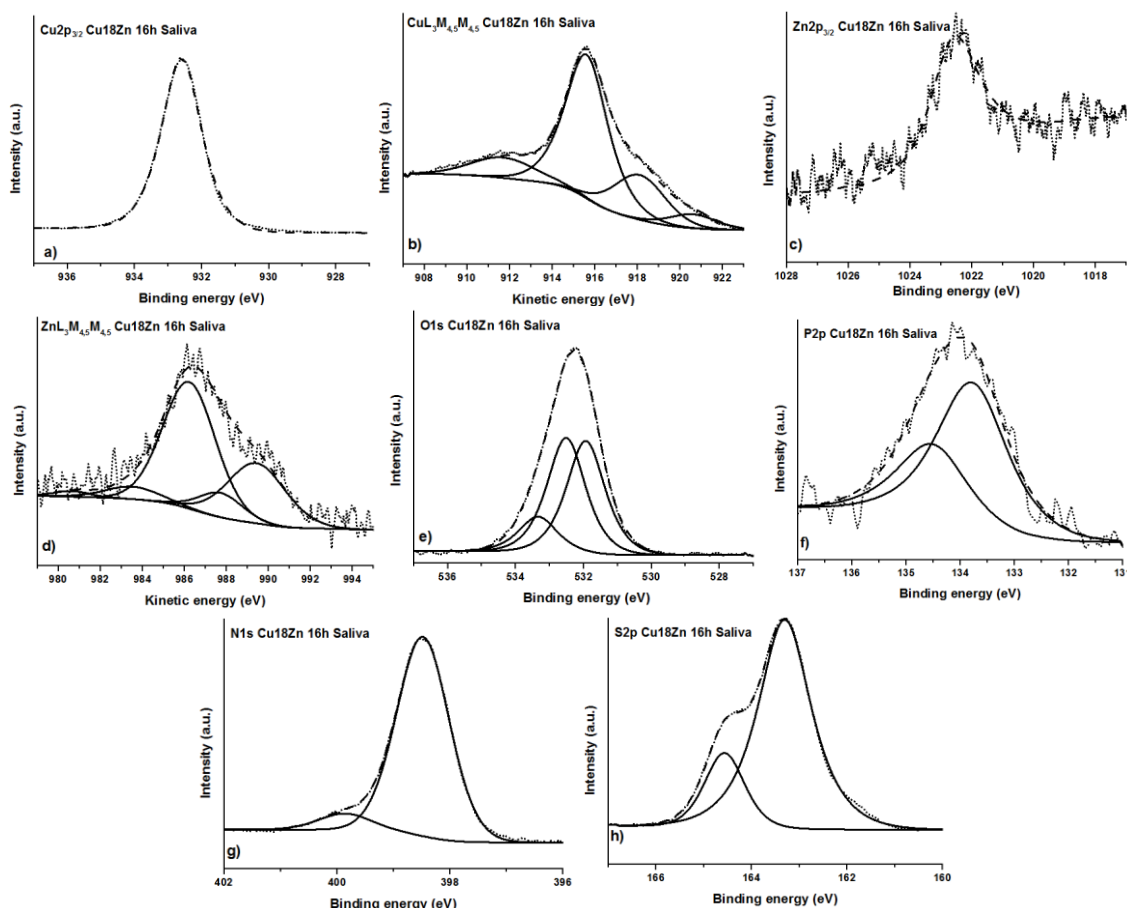 Cu2p3/2 Cu18Zn 16h Saliva
Intensity (a.u.)
a)
936 934 932 930 928
Binding energy (eV)
CuL3M4,5M4,5 Cu18Zn 16h Saliva
Intensity (a.u.)
b)
908 910 912 914 916 918 920 922
Kinetic energy (eV)
Zn2p3/2 Cu18Zn 16h Saliva
Intensity (a.u.)
c)
1028 1026 1024 1022 1020 1018
Binding energy (eV)
ZnL3M4,5M4,5 Cu18Zn 16h Saliva
Intensity (a.u.)
d)
980 982 984 986 988 990 992 994
Kinetic energy (eV)
O1s Cu18Zn 16h Saliva
Intensity (a.u.)
e)
536 534 532 530 528
Binding energy (eV)
P2p Cu18Zn 16h Saliva
Intensity (a.u.)
f)
137 136 135 134 133 132 131
Binding energy (eV)
N1s Cu18Zn 16h Saliva
Intensity (a.u.)
g)
402 400 398 396
Binding energy (eV)
S2p Cu18Zn 16h Saliva
Intensity (a.u.)
h)
166 164 162 160
Binding energy (eV)